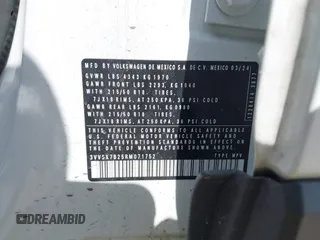 MFD BY VOLKSWAGEN DE MEXICO S.A. DE C.V. MEXICO 03/24
GVWR LBS 4343 KG 1970
GAWR FRONT LBS 2293, KG 1040
WITH 215/60 R16 TIRES,
7JX16 RIMS, AT 250KPA, 36 PSI COLD
GAWR REAR LBS 2161, KG 0980
WITH 215/60 R16 TIRES,
7JX16 RIMS, AT 250KPA, 36 PSI COLD
THIS VEHICLE CONFORMS TO ALL APPLICABLE
U.S. FEDERAL MOTOR VEHICLE SAFETY,
BUMPER, AND THEFT PREVENTION STANDARDS
IN EFFECT ON THE DATE OF MANUFACTURE
SHOWN ABOVE.
TYPE: MPV